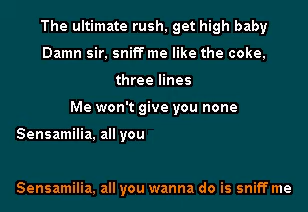 The ultimate rush, get high baby
Damn sir, sniff me like the coke,
three lines
Me won't give you none
Sensamilia, all you
Sensamilia, all you wanna do is sniff me